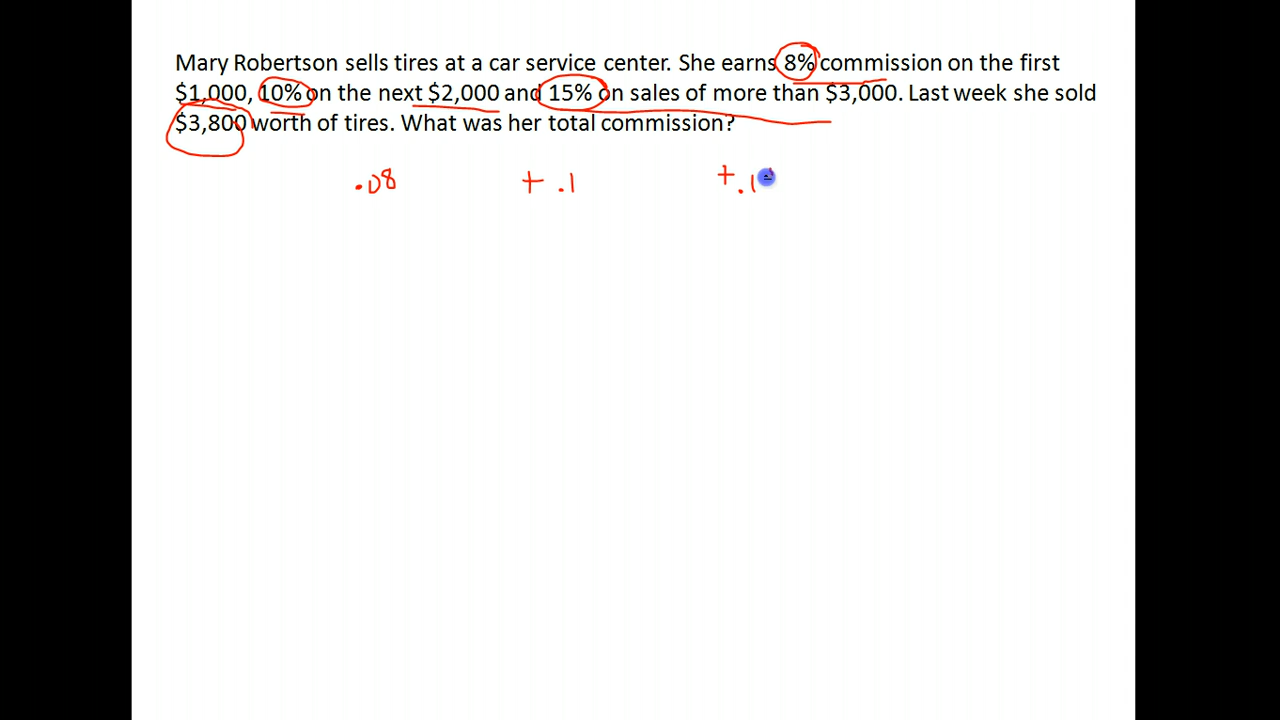 Mary Robertson sells tires at a car service center. She earns 8% commission on the first
$1,000, 10% on the next $2,000 and 15% on sales of more than $3,000. Last week she sold
$3,800 worth of tires. What was her total commission?
.08 + .1 + .1